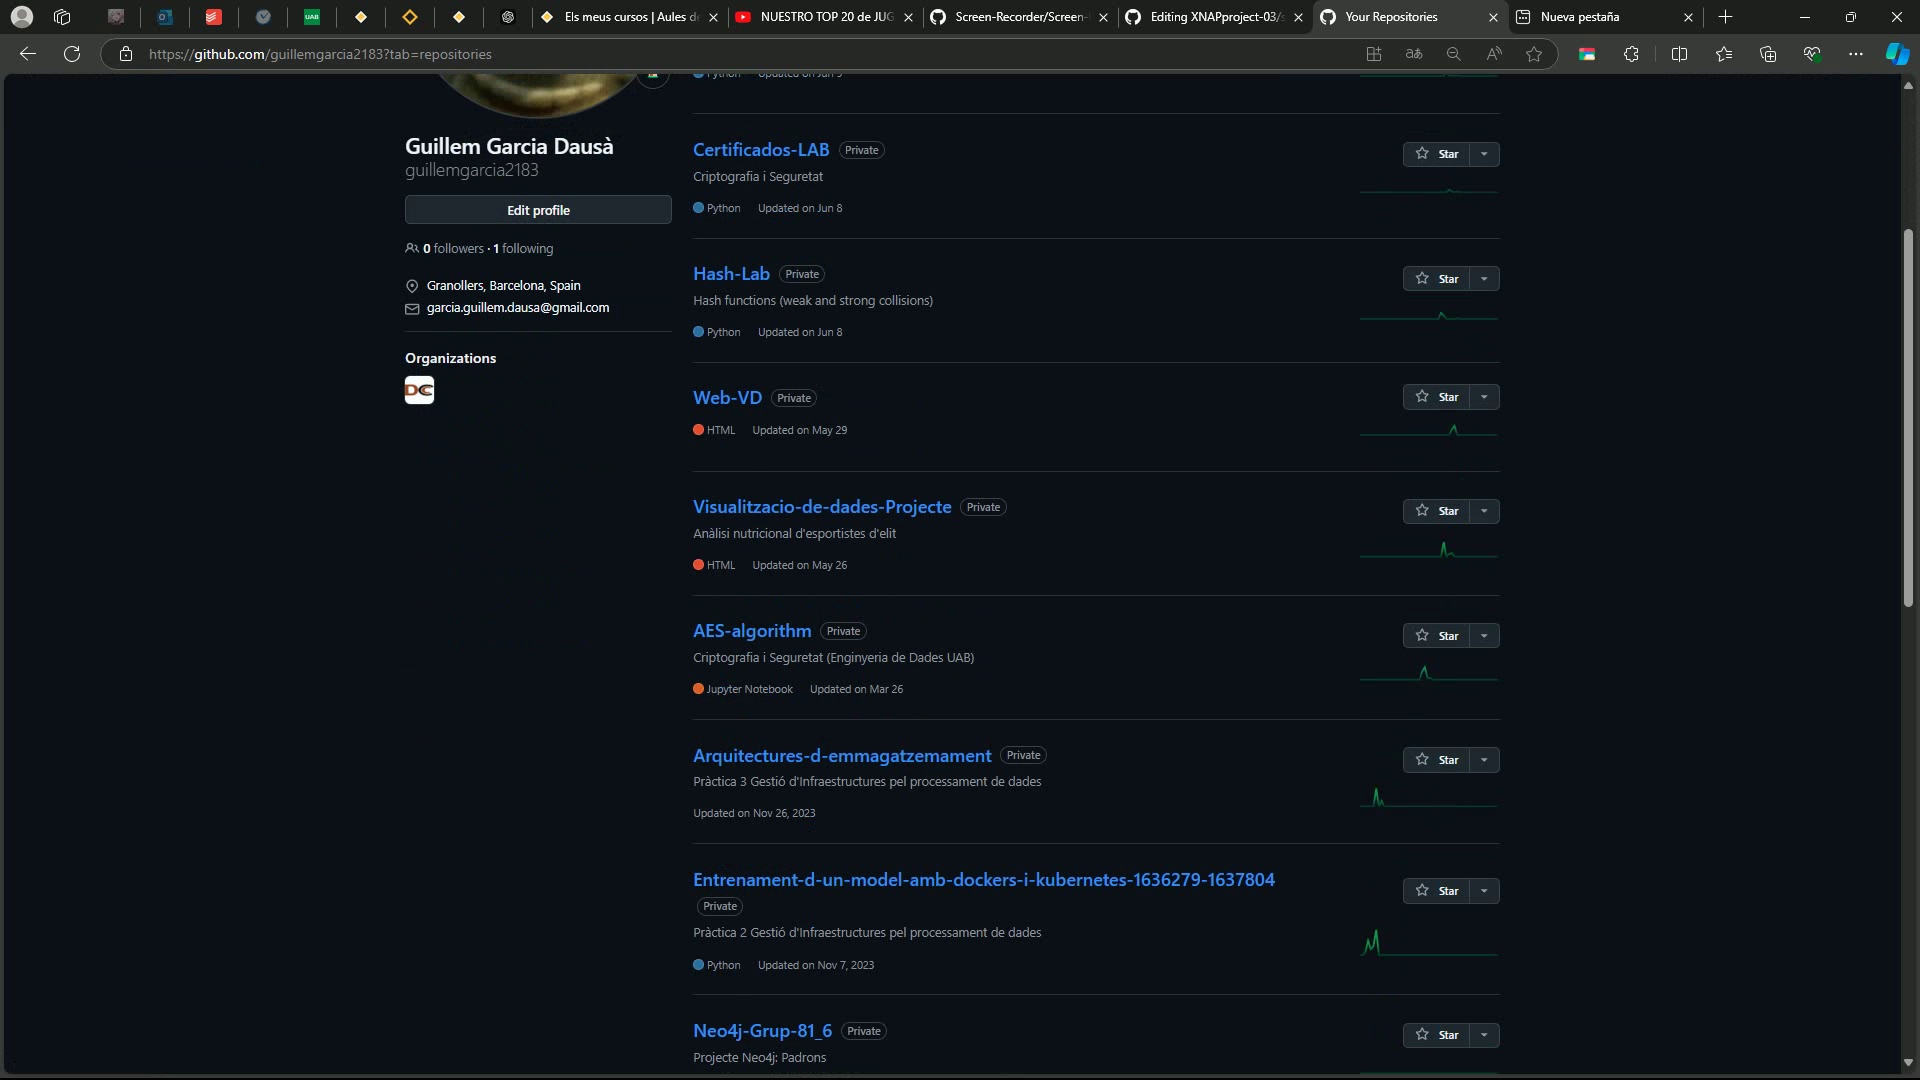 UAB
Els meus cursos | Aules d
NUESTRO TOP 20 de JUG
Screen-Recorder/Screen-
Editing XNAPproject-03/s
Your Repositories
Nueva pestaña
https://github.com/guillemgarcia2183?tab=repositories
Guillem Garcia Dausà
guillemgarcia2183
Edit profile
0 followers · 1 following
Granollers, Barcelona, Spain
garcia.guillem.dausa@gmail.com
Organizations
DC
Python Updated on Jun 9
Certificados-LAB Private
Star
Criptografia i Seguretat
Python Updated on Jun 8
Hash-Lab Private
Star
Hash functions (weak and strong collisions)
Python Updated on Jun 8
Web-VD Private
Star
HTML Updated on May 29
Visualitzacio-de-dades-Projecte Private
Star
Anàlisi nutricional d'esportistes d'elit
HTML Updated on May 26
AES-algorithm Private
Star
Criptografia i Seguretat (Enginyeria de Dades UAB)
Jupyter Notebook Updated on Mar 26
Arquitectures-d-emmagatzemament Private
Star
Pràctica 3 Gestió d'Infraestructures pel processament de dades
Updated on Nov 26, 2023
Entrenament-d-un-model-amb-dockers-i-kubernetes-1636279-1637804
Private
Star
Pràctica 2 Gestió d'Infraestructures pel processament de dades
Python Updated on Nov 7, 2023
Neo4j-Grup-81_6 Private
Star
Projecte Neo4j: Padrons